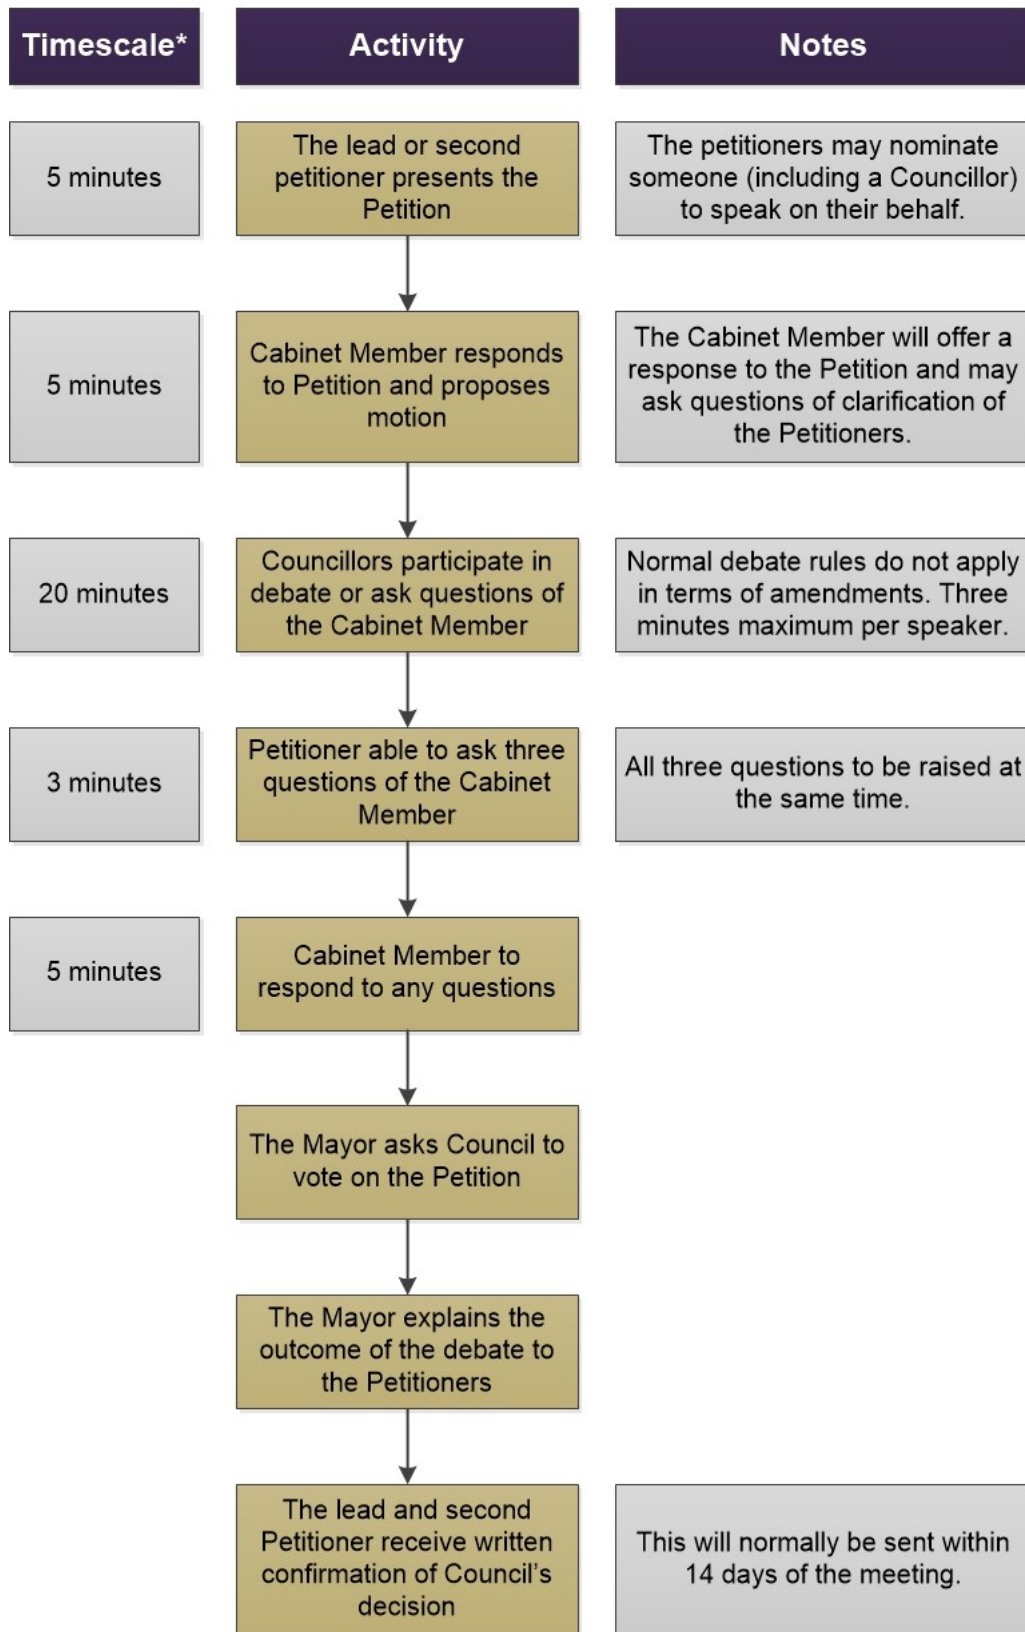 Timescale*
Activity
Notes
5 minutes
The lead or second
petitioner presents the
Petition
The petitioners may nominate
someone (including a Councillor)
to speak on their behalf.
5 minutes
Cabinet Member responds
to Petition and proposes
motion
The Cabinet Member will offer a
response to the Petition and may
ask questions of clarification of
the Petitioners.
20 minutes
Councillors participate in
debate or ask questions of
the Cabinet Member
Normal debate rules do not apply
in terms of amendments. Three
minutes maximum per speaker.
3 minutes
Petitioner able to ask three
questions of the Cabinet
Member
All three questions to be raised at
the same time.
5 minutes
Cabinet Member to
respond to any questions
The Mayor asks Council to
vote on the Petition
The Mayor explains the
outcome of the debate to
the Petitioners
The lead and second
Petitioner receive written
confirmation of Council's
decision
This will normally be sent within
14 days of the meeting.